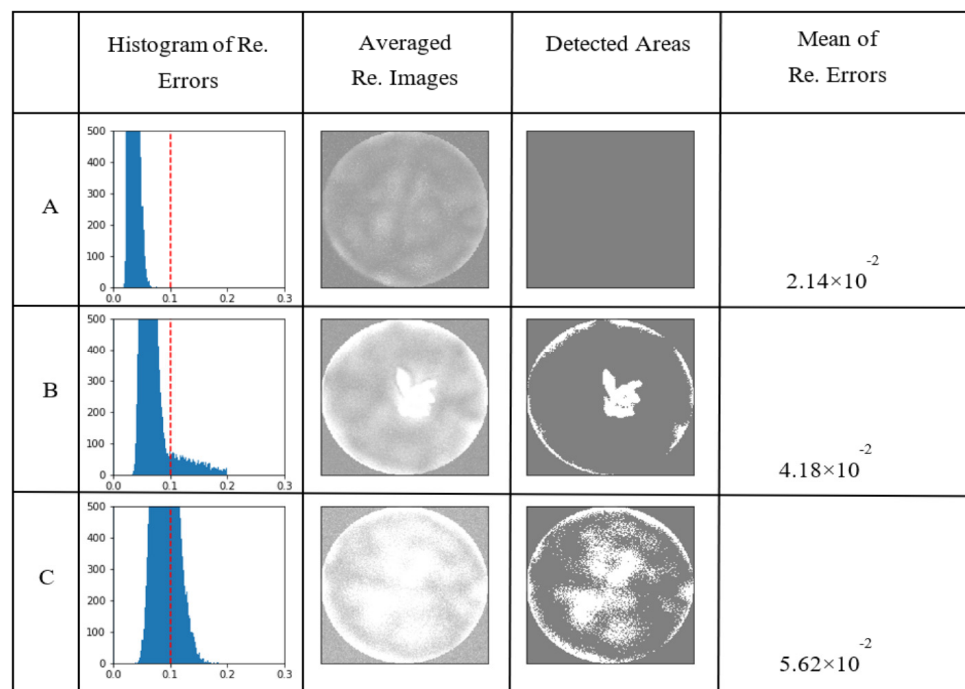 Histogram of Re.
Errors
Averaged
Re. Images
Detected Areas
Mean of
Re. Errors
A
500
400
300
200
100
0
0.0 0.1 0.2 0.3
2.14×10⁻²
B
500
400
300
200
100
0
0.0 0.1 0.2 0.3
4.18×10⁻²
C
500
400
300
200
100
0
0.0 0.1 0.2 0.3
5.62×10⁻²